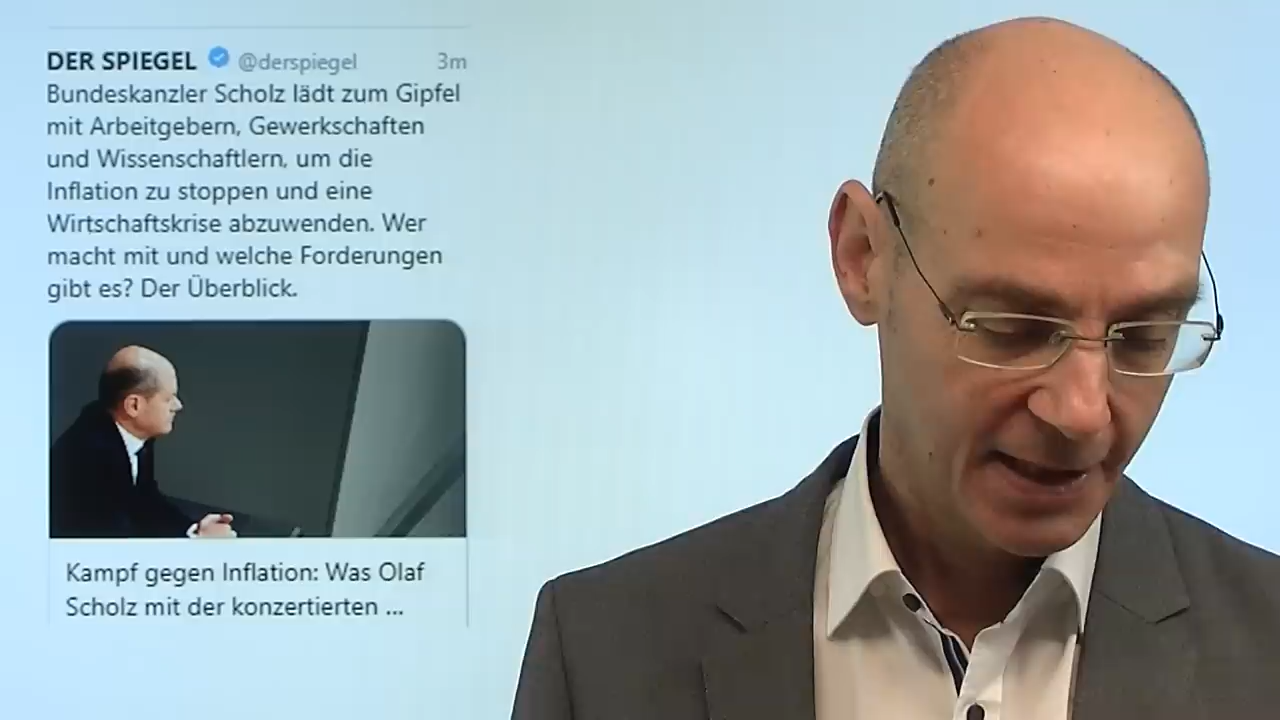 DER SPIEGEL @derspiegel 3m
Bundeskanzler Scholz lädt zum Gipfel
mit Arbeitgebern, Gewerkschaften
und Wissenschaftlern, um die
Inflation zu stoppen und eine
Wirtschaftskrise abzuwenden. Wer
macht mit und welche Forderungen
gibt es? Der Überblick.
Kampf gegen Inflation: Was Olaf
Scholz mit der konzertierten ...